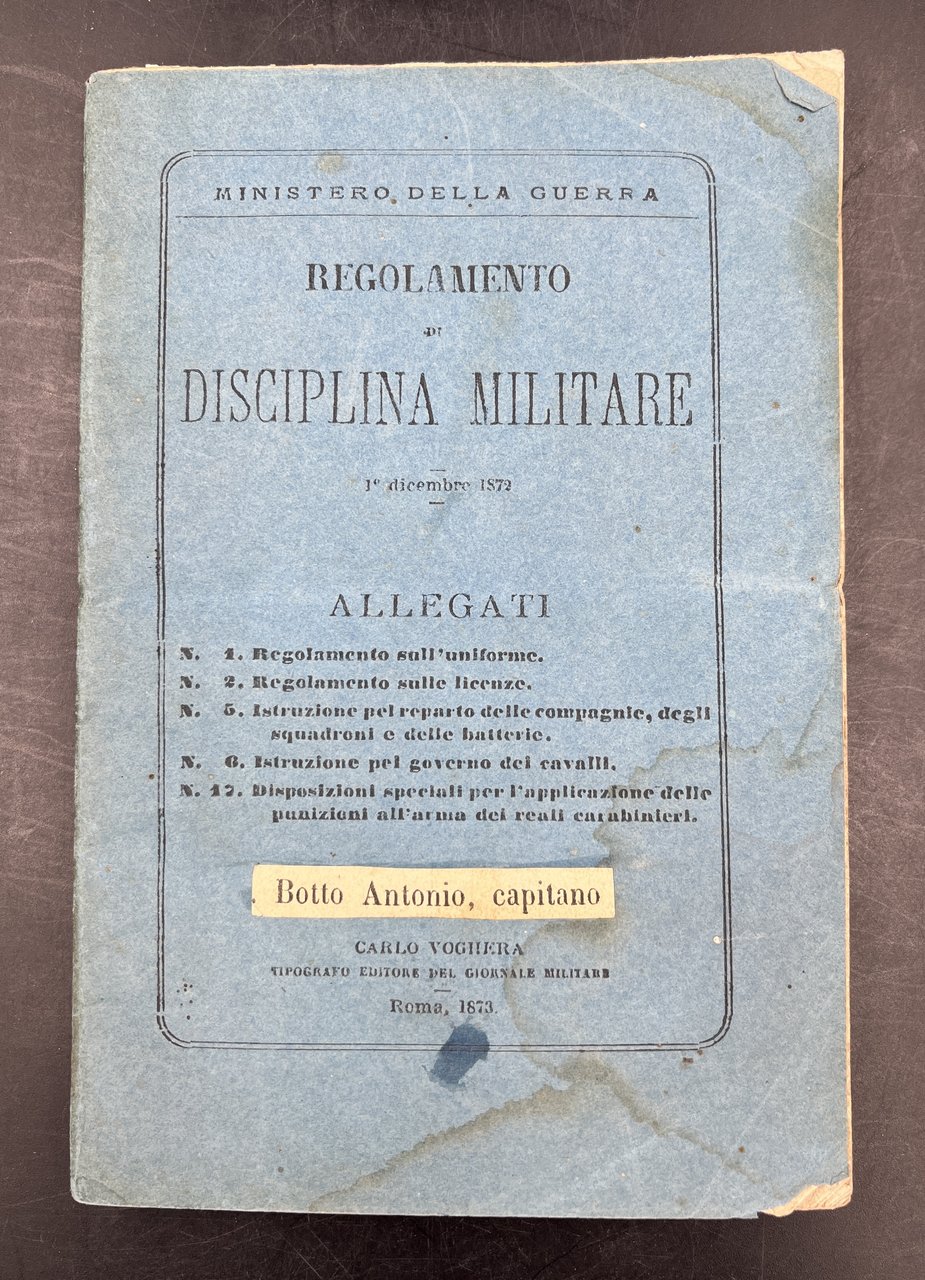 MINISTERO DELLA GUERRA
REGOLAMENTO
DI
DISCIPLINA MILITARE
1º dicembre 1872
ALLEGATI
N. 1. Regolamento sull'uniforme.
N. 2. Regolamento sulle licenze.
N. 5. Istruzione pel reparto delle compagnie, degli
squadroni e delle batterie.
N. 6. Istruzione pel governo dei cavalli.
N. 12. Disposizioni speciali per l'applicazione delle
punizioni all'arma dei reali carabinieri.
Botto Antonio, capitano
CARLO VOGHERA
TIPOGRAFO EDITORE DEL GIORNALE MILITARE
Roma, 1873.